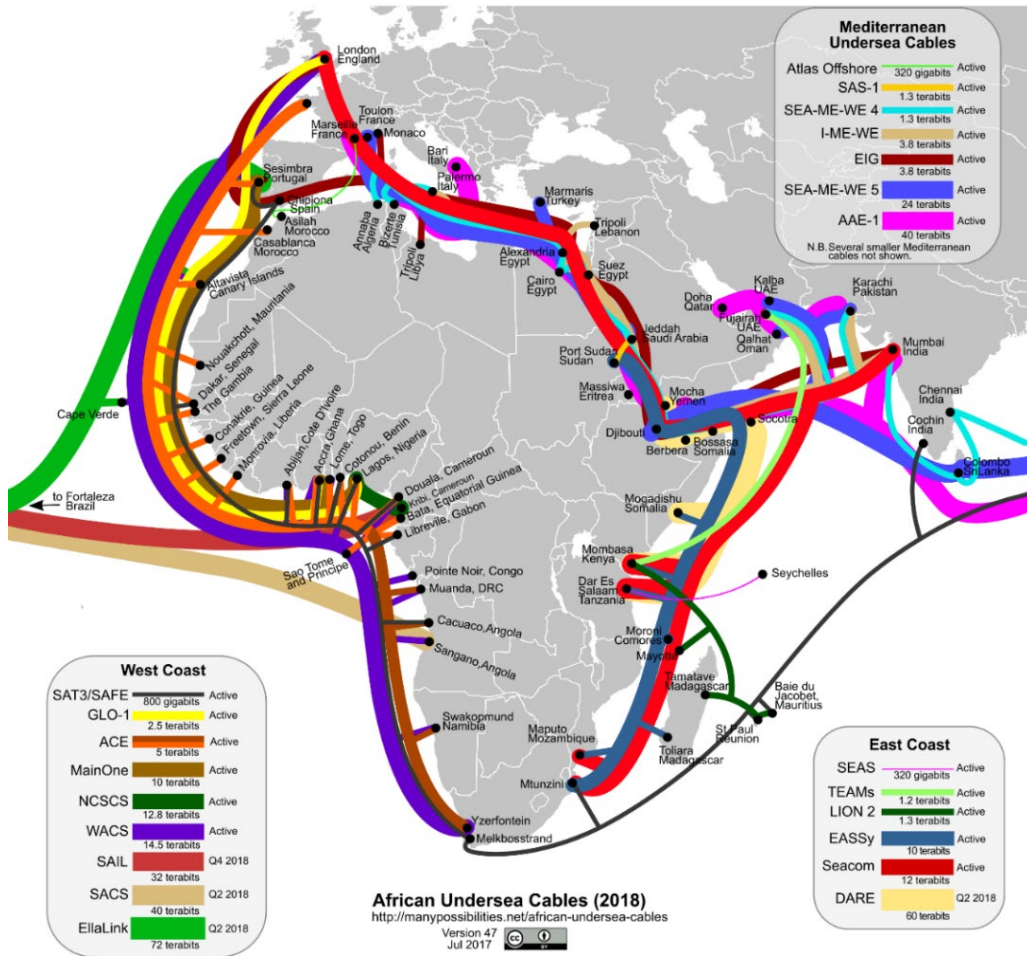 London
England
Toulon
France
Marseille
France
Monaco
Bari
Italy
Palermo
Italy
Sesimbra
Portugal
Chipiona
Spain
Asilah
Morocco
Casablanca
Morocco
Annaba
Algeria
Bizerte
Tunisia
Tripoli
Libya
Marmaris
Turkey
Tripoli
Lebanon
Alexandria
Egypt
Cairo
Egypt
Suez
Egypt
Altavista
Canary Islands
Nouakchott, Mauritania
Dakar, Senegal
The Gambia
Cape Verde
Conakrie, Guinea
Freetown, Sierra Leone
Monrovia, Liberia
Abijan,Cote D'Ivoire
Accra,Ghana
Lome, Togo
Cotonou, Benin
Lagos, Nigeria
Douala, Cameroun
Kribi, Cameroun
Bata, Equatorial Guinea
Libreville, Gabon
Sao Tome
and Principe
to Fortaleza
Brazil
Pointe Noir, Congo
Muanda, DRC
Cacuaco,Angola
Sangano,Angola
Swakopmund
Namibia
Yzerfontein
Melkbosstrand
Mtunzini
Maputo
Mozambique
Toliara
Madagascar
Tamatave
Madagascar
St Paul
Reunion
Baie du
Jacobet,
Mauritius
Moroni
Comores
Mayotte
Dar Es
Salaam
Tanzania
Mombasa
Kenya
Seychelles
Mogadishu
Somalia
Socotra
Bossasa
Somalia
Berbera
Djibouti
Mocha
Yemen
Massiwa
Eritrea
Port Sudan
Sudan
Jeddah
Saudi Arabia
Doha
Qatar
Kalba
UAE
Fujairah
UAE
Qalhat
Oman
Karachi
Pakistan
Mumbai
India
Chennai
India
Cochin
India
Colombo
SriLanka
Mediterranean
Undersea Cables
Atlas Offshore Active
320 gigabits
SAS-1 Active
1.3 terabits
SEA-ME-WE 4 Active
1.3 terabits
I-ME-WE Active
3.8 terabits
EIG Active
3.8 terabits
SEA-ME-WE 5 Active
24 terabits
AAE-1 Active
40 terabits
N.B. Several smaller Mediterranean
cables not shown.
West Coast
SAT3/SAFE Active
800 gigabits
GLO-1 Active
2.5 terabits
ACE Active
5 terabits
MainOne Active
10 terabits
NCSCS Active
12.8 terabits
WACS Active
14.5 terabits
SAIL Q4 2018
32 terabits
SACS Q2 2018
40 terabits
EllaLink Q2 2018
72 terabits
East Coast
SEAS Active
320 gigabits
TEAMs Active
1.2 terabits
LION 2 Active
1.3 terabits
EASSy Active
10 terabits
Seacom Active
12 terabits
DARE Q2 2018
60 terabits
African Undersea Cables (2018)
http://manypossibilities.net/african-undersea-cables
Version 47
Jul 2017
cc
BY